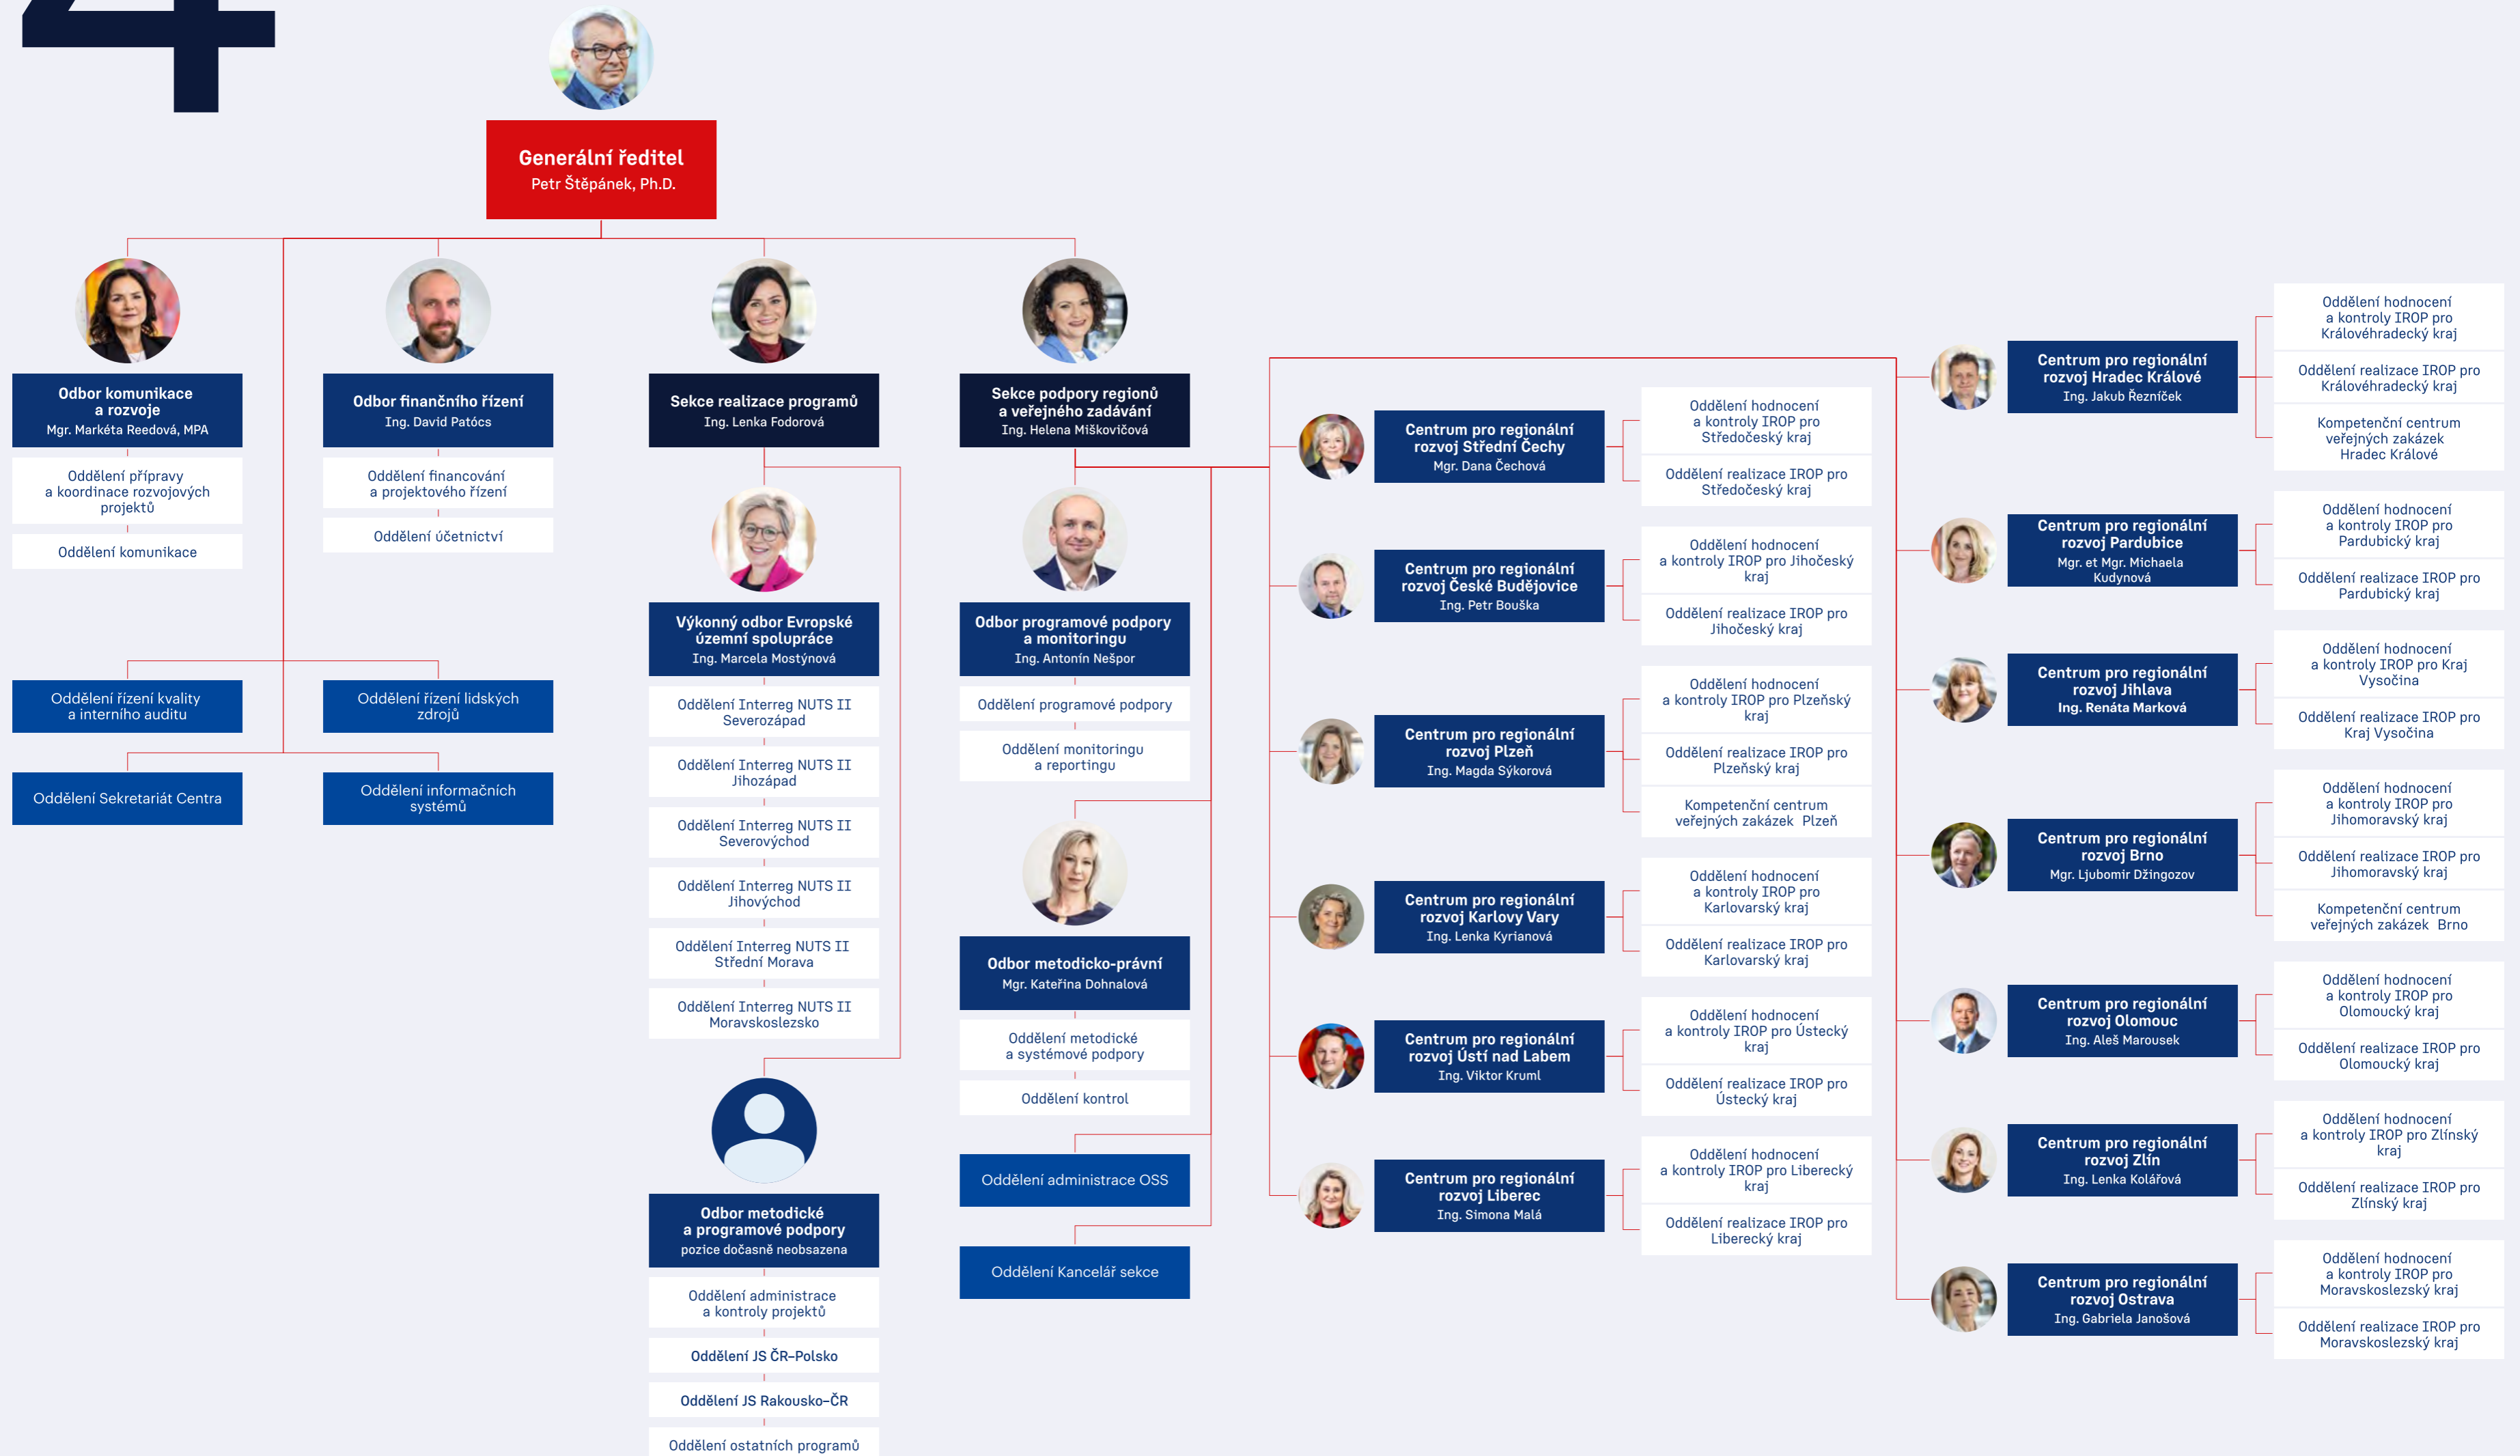 4
Generální ředitel
Petr Štěpánek, Ph.D.
Odbor komunikace
a rozvoje
Mgr. Markéta Reedová, MPA
Oddělení přípravy
a koordinace rozvojových
projektů
Oddělení komunikace
Odbor finančního řízení
Ing. David Patócs
Oddělení financování
a projektového řízení
Oddělení účetnictví
Oddělení řízení kvality
a interního auditu
Oddělení řízení lidských
zdrojů
Oddělení Sekretariát Centra
Oddělení informačních
systémů
Sekce realizace programů
Ing. Lenka Fodorová
Výkonný odbor Evropské
územní spolupráce
Ing. Marcela Mostýnová
Oddělení Interreg NUTS II
Severozápad
Oddělení Interreg NUTS II
Jihozápad
Oddělení Interreg NUTS II
Severovýchod
Oddělení Interreg NUTS II
Jihovýchod
Oddělení Interreg NUTS II
Střední Morava
Oddělení Interreg NUTS II
Moravskoslezsko
Odbor metodické
a programové podpory
pozice dočasně neobsazena
Oddělení administrace
a kontroly projektů
Oddělení JS ČR–Polsko
Oddělení JS Rakousko–ČR
Oddělení ostatních programů
Sekce podpory regionů
a veřejného zadávání
Ing. Helena Miškovičová
Odbor programové podpory
a monitoringu
Ing. Antonín Nešpor
Oddělení programové podpory
Oddělení monitoringu
a reportingu
Odbor metodicko-právní
Mgr. Kateřina Dohnalová
Oddělení metodické
a systémové podpory
Oddělení kontrol
Oddělení administrace OSS
Oddělení Kancelář sekce
Centrum pro regionální
rozvoj Střední Čechy
Mgr. Dana Čechová
Oddělení hodnocení
a kontroly IROP pro
Středočeský kraj
Oddělení realizace IROP pro
Středočeský kraj
Centrum pro regionální
rozvoj České Budějovice
Ing. Petr Bouška
Oddělení hodnocení
a kontroly IROP pro Jihočeský
kraj
Oddělení realizace IROP pro
Jihočeský kraj
Centrum pro regionální
rozvoj Plzeň
Ing. Magda Sýkorová
Oddělení hodnocení
a kontroly IROP pro Plzeňský
kraj
Oddělení realizace IROP pro
Plzeňský kraj
Kompetenční centrum
veřejných zakázek  Plzeň
Centrum pro regionální
rozvoj Karlovy Vary
Ing. Lenka Kyrianová
Oddělení hodnocení
a kontroly IROP pro
Karlovarský kraj
Oddělení realizace IROP pro
Karlovarský kraj
Centrum pro regionální
rozvoj Ústí nad Labem
Ing. Viktor Kruml
Oddělení hodnocení
a kontroly IROP pro Ústecký
kraj
Oddělení realizace IROP pro
Ústecký kraj
Centrum pro regionální
rozvoj Liberec
Ing. Simona Malá
Oddělení hodnocení
a kontroly IROP pro Liberecký
kraj
Oddělení realizace IROP pro
Liberecký kraj
Centrum pro regionální
rozvoj Hradec Králové
Ing. Jakub Řezníček
Oddělení hodnocení
a kontroly IROP pro
Královéhradecký kraj
Oddělení realizace IROP pro
Královéhradecký kraj
Kompetenční centrum
veřejných zakázek
Hradec Králové
Centrum pro regionální
rozvoj Pardubice
Mgr. et Mgr. Michaela
Kudynová
Oddělení hodnocení
a kontroly IROP pro
Pardubický kraj
Oddělení realizace IROP pro
Pardubický kraj
Centrum pro regionální
rozvoj Jihlava
Ing. Renáta Marková
Oddělení hodnocení
a kontroly IROP pro Kraj
Vysočina
Oddělení realizace IROP pro
Kraj Vysočina
Centrum pro regionální
rozvoj Brno
Mgr. Ljubomir Džingozov
Oddělení hodnocení
a kontroly IROP pro
Jihomoravský kraj
Oddělení realizace IROP pro
Jihomoravský kraj
Kompetenční centrum
veřejných zakázek  Brno
Centrum pro regionální
rozvoj Olomouc
Ing. Aleš Marousek
Oddělení hodnocení
a kontroly IROP pro
Olomoucký kraj
Oddělení realizace IROP pro
Olomoucký kraj
Centrum pro regionální
rozvoj Zlín
Ing. Lenka Kolářová
Oddělení hodnocení
a kontroly IROP pro Zlínský
kraj
Oddělení realizace IROP pro
Zlínský kraj
Centrum pro regionální
rozvoj Ostrava
Ing. Gabriela Janošová
Oddělení hodnocení
a kontroly IROP pro
Moravskoslezský kraj
Oddělení realizace IROP pro
Moravskoslezský kraj